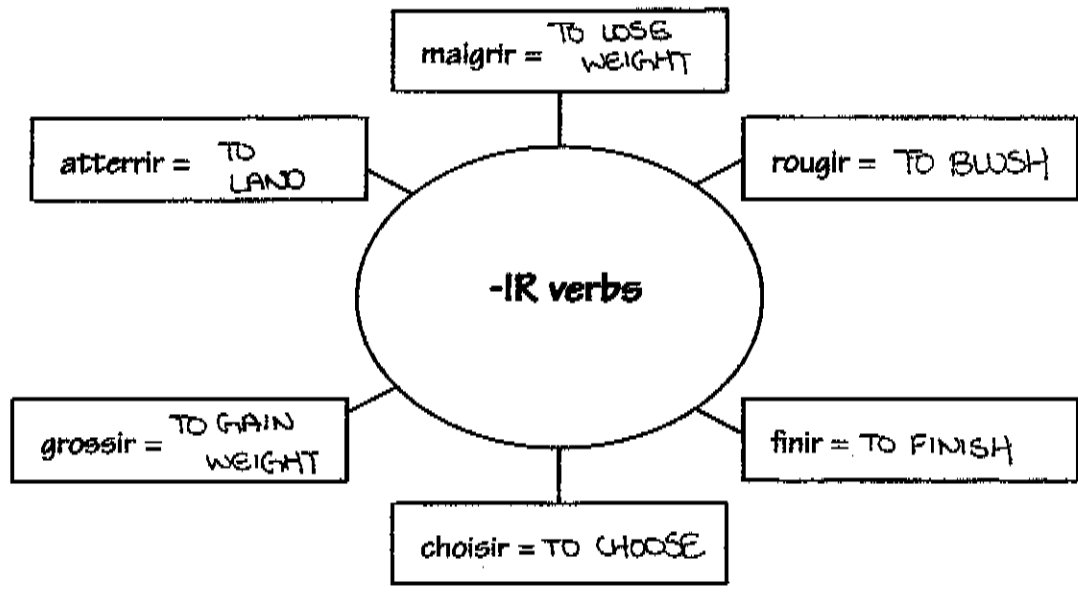 maigrir = TO LOSE
WEIGHT
atterrir = TO
LAND
rougir = TO BLUSH
-IR verbs
grossir = TO GAIN
WEIGHT
finir = TO FINISH
choisir = TO CHOOSE